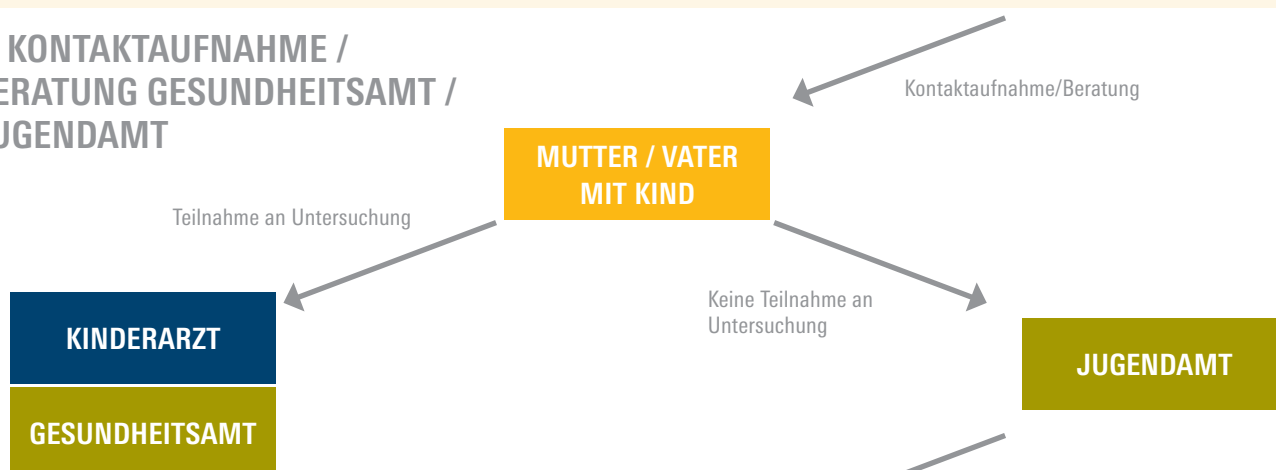 KONTAKTAUFNAHME /
ERATUNG GESUNDHEITSAMT /
UGENDAMT
Kontaktaufnahme/Beratung
MUTTER / VATER
MIT KIND
Teilnahme an Untersuchung
Keine Teilnahme an
Untersuchung
KINDERARZT
JUGENDAMT
GESUNDHEITSAMT